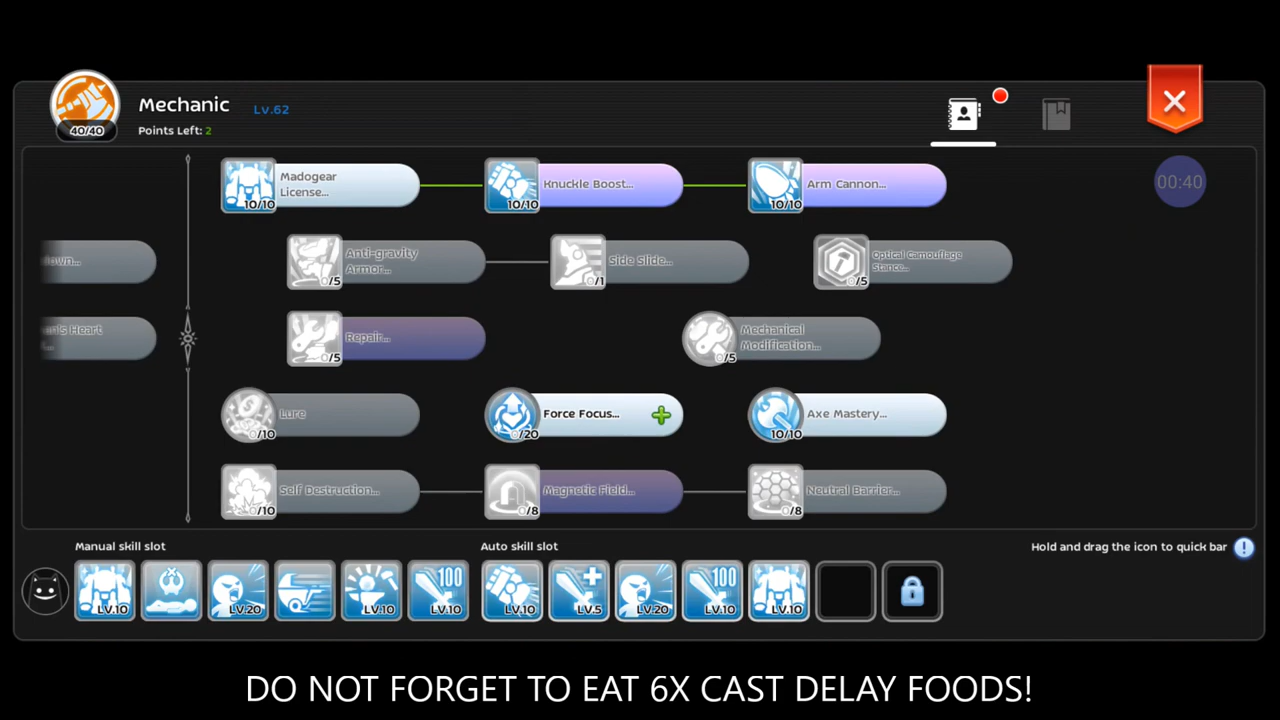 Mechanic
Lv.62
40/40
Points Left: 2
00:40
Madogear
License...
10/10
Knuckle Boost...
10/10
Arm Cannon...
10/10
Anti-gravity
Armor...
0/5
Side Slide...
0/1
Optical Camouflage
Stance...
0/5
Repair...
0/5
Mechanical
Modification...
0/5
Lure
0/10
Force Focus...
0/20
Axe Mastery...
10/10
Self Destruction...
0/10
Magnetic Field...
0/8
Neutral Barrier...
0/8
Manual skill slot
Auto skill slot
Hold and drag the icon to quick bar
LV.10
LV.20
LV.10
100
LV.10
LV.10
LV.5
LV.20
100
LV.10
LV.10
DO NOT FORGET TO EAT 6X CAST DELAY FOODS!